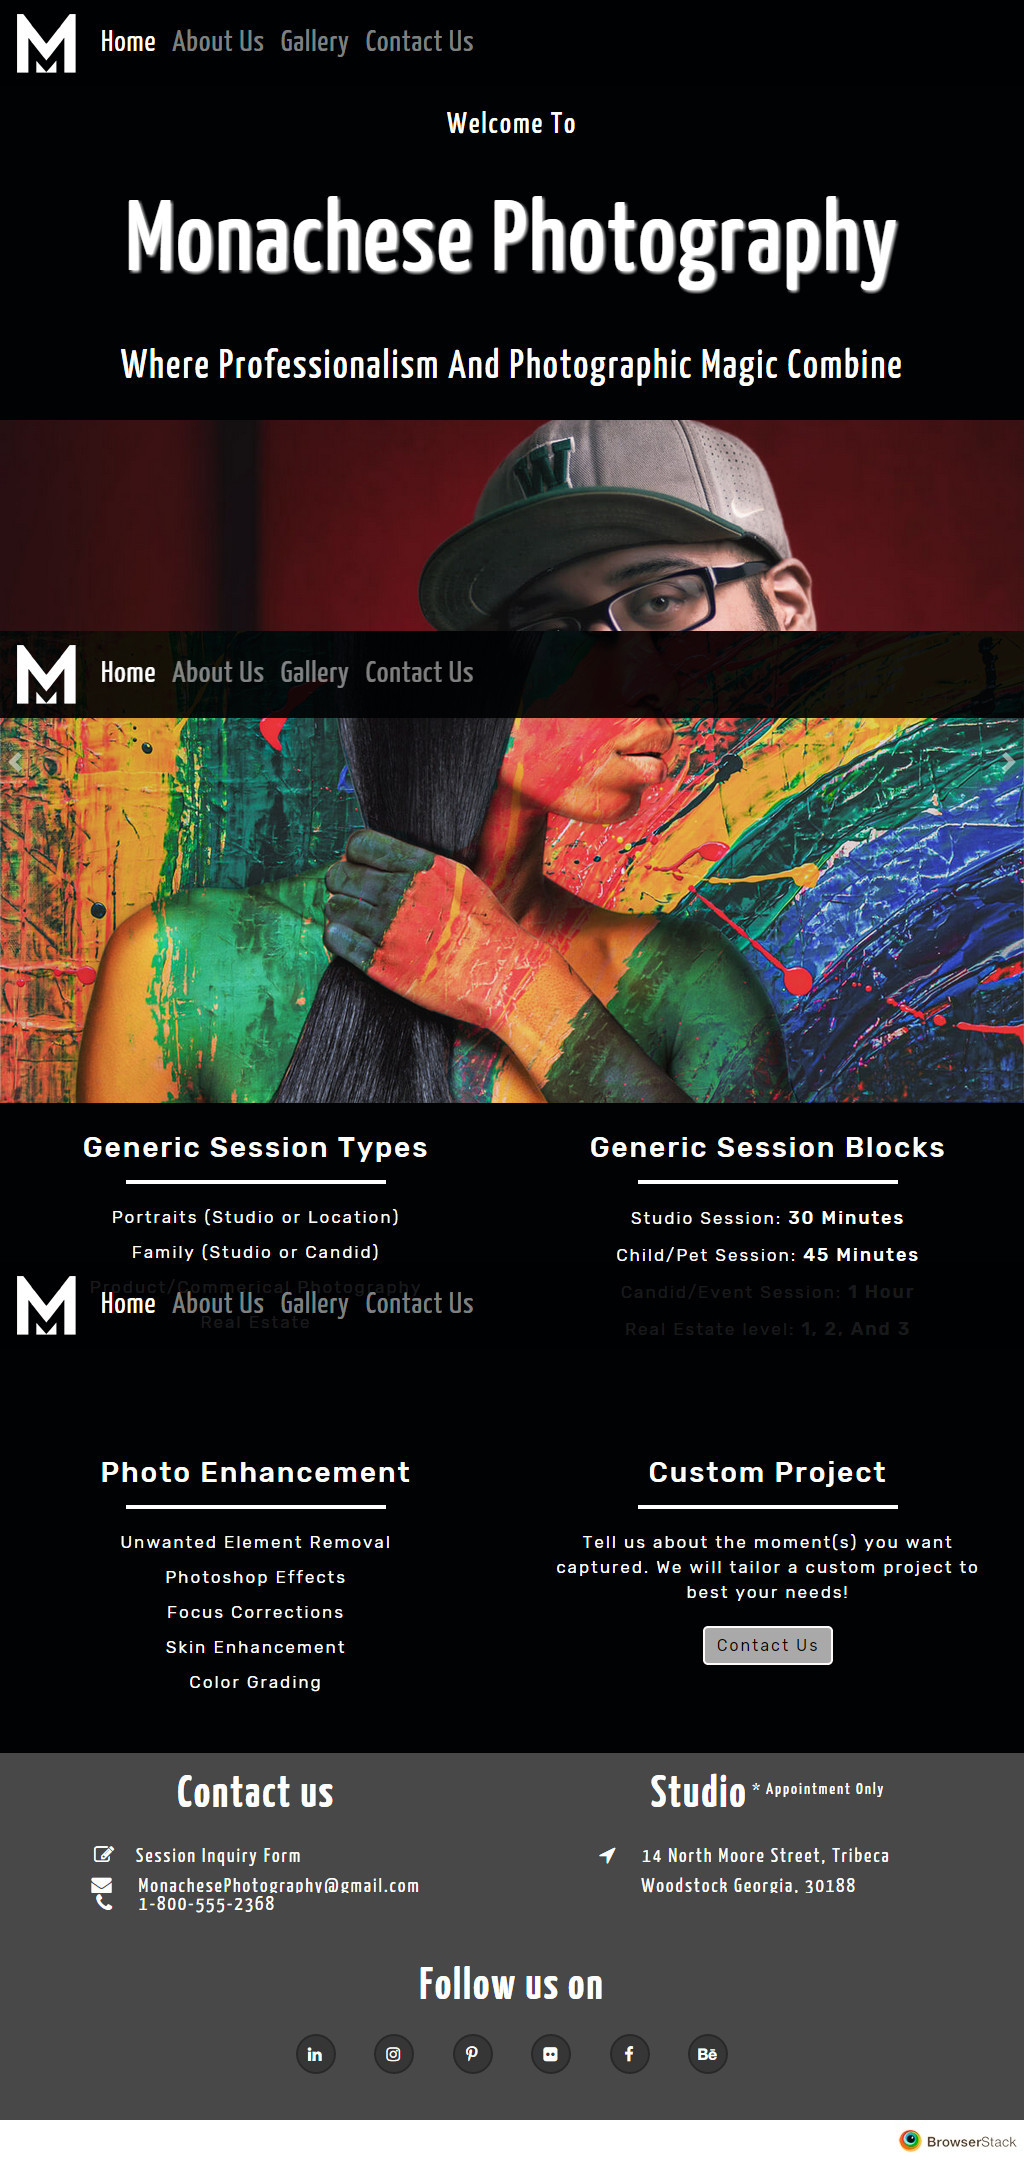 M Home About Us Gallery Contact Us
Welcome To
Monachese Photography
Where Professionalism And Photographic Magic Combine
W
M Home About Us Gallery Contact Us
Generic Session Types
Portraits (Studio or Location)
Family (Studio or Candid)
Product/Commerical Photography
Real Estate
Generic Session Blocks
Studio Session: 30 Minutes
Child/Pet Session: 45 Minutes
Candid/Event Session: 1 Hour
Real Estate level: 1, 2, And 3
M Home About Us Gallery Contact Us
Photo Enhancement
Unwanted Element Removal
Photoshop Effects
Focus Corrections
Skin Enhancement
Color Grading
Custom Project
Tell us about the moment(s) you want
captured. We will tailor a custom project to
best your needs!
Contact Us
Contact us
Session Inquiry Form
MonachesePhotography@gmail.com
1-800-555-2368
Studio * Appointment Only
14 North Moore Street, Tribeca
Woodstock Georgia, 30188
Follow us on
in
f
Bē
BrowserStack